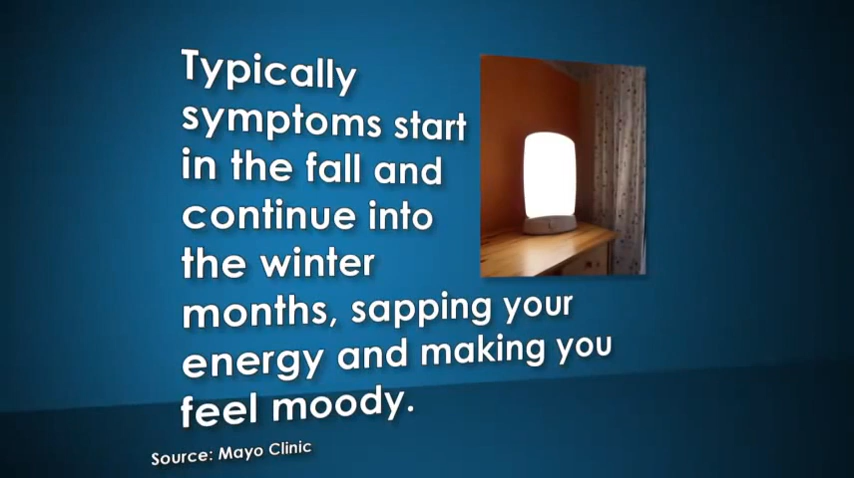 Typically
symptoms start
in the fall and
continue into
the winter
months, sapping your
energy and making you
feel moody.
Source: Mayo Clinic